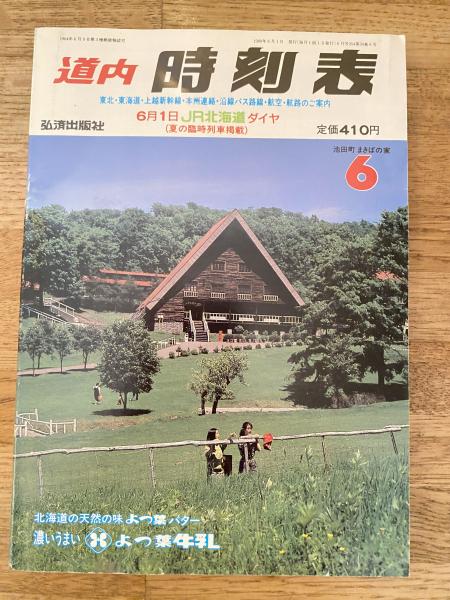 道内 時刻表
東北・東海道・上越新幹線・本州連絡・沿線バス路線・航空・航路のご案内
6月1日JR北海道ダイヤ
(夏の臨時列車掲載)
弘済出版社
定価410円
池田町 まきばの家
6
北海道の天然の味 よつ葉バター
濃いうまい よつ葉牛乳